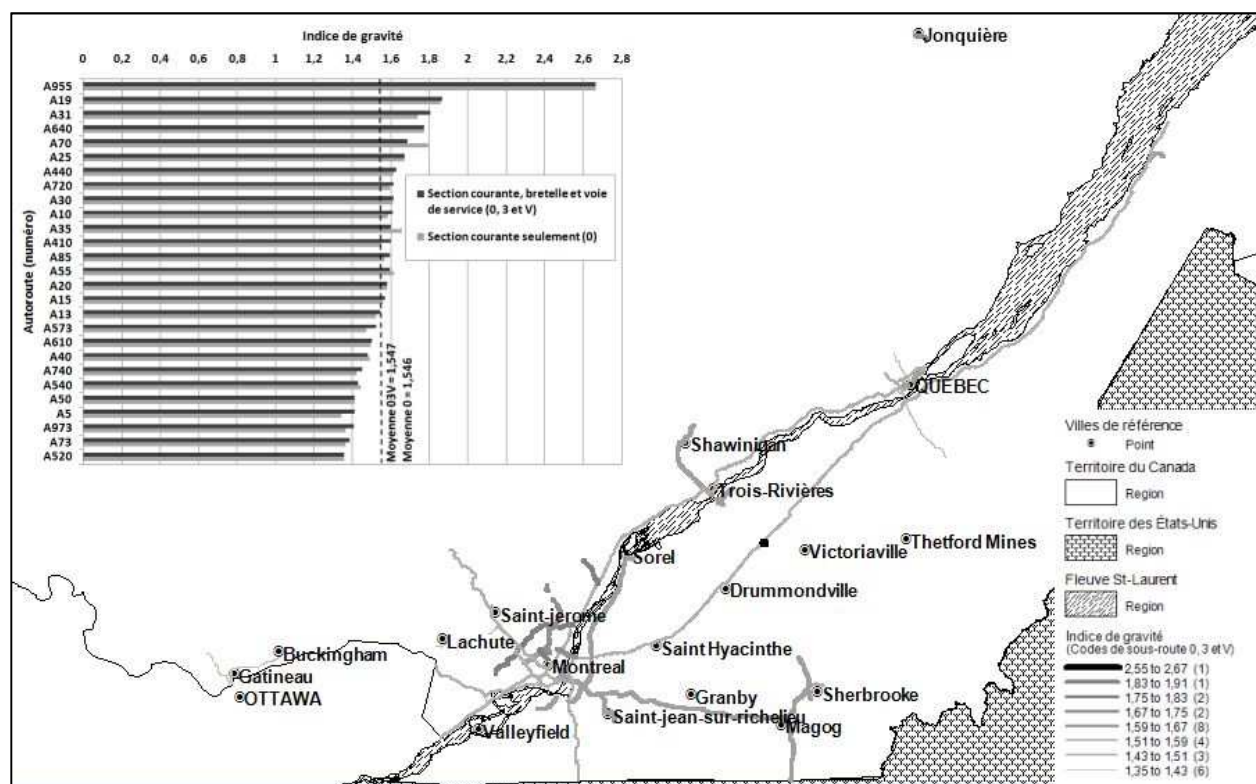 Indice de gravité
0 0,2 0,4 0,6 0,8 1 1,2 1,4 1,6 1,8 2 2,2 2,4 2,6 2,8
Autoroute (numéro)
A955
A19
A31
A640
A70
A25
A440
A720
A30
A10
A35
A410
A85
A55
A20
A15
A13
A573
A610
A40
A740
A540
A50
A5
A973
A73
A520
Section courante, bretelle et voie
de service (0, 3 et V)
Section courante seulement (0)
Moyenne 03V = 1,547
Moyenne 0 = 1,546
Jonquière
QUÉBEC
Shawinigan
Trois-Rivières
Sorel
Victoriaville
Thetford Mines
Drummondville
Saint-jerome
Lachute
Buckingham
Gatineau
OTTAWA
Montreal
Saint Hyacinthe
Granby
Sherbrooke
Saint-jean-sur-richelieu
Magog
Valleyfield
Villes de référence
Point
Territoire du Canada
Region
Territoire des États-Unis
Region
Fleuve St-Laurent
Region
Indice de gravité
(Codes de sous-route 0, 3 et V)
2,55 to 2,67 (1)
1,83 to 1,91 (1)
1,75 to 1,83 (2)
1,67 to 1,75 (2)
1,59 to 1,67 (8)
1,51 to 1,59 (4)
1,43 to 1,51 (3)
1,35 to 1,43 (6)